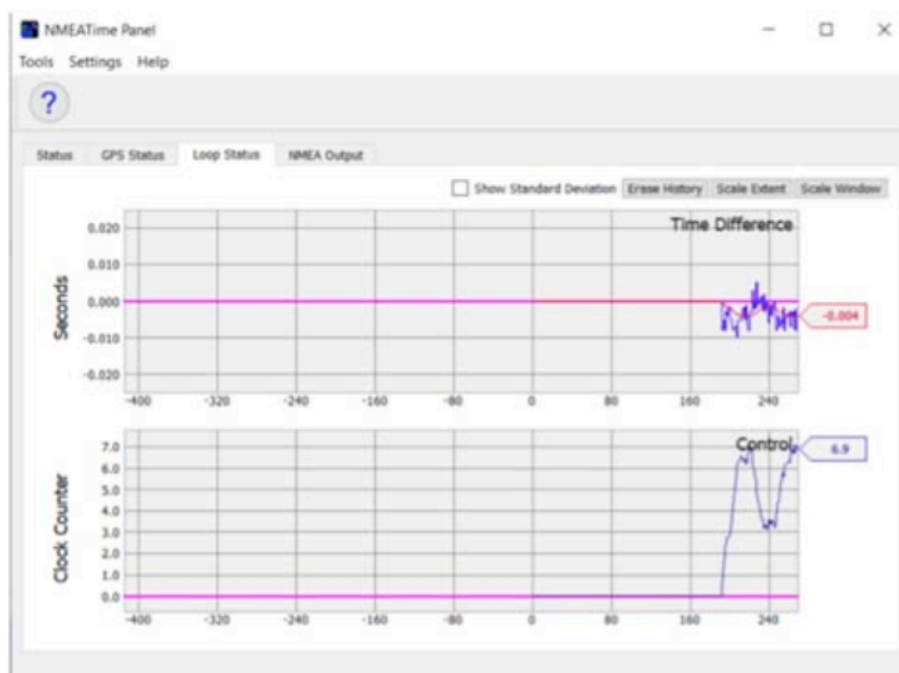 NMEATime Panel
Tools Settings Help
?
Status GPS Status Loop Status NMEA Output
Show Standard Deviation Erase History Scale Extent Scale Window
Time Difference
Seconds
0.020
0.010
0.000
-0.010
-0.020
-0.004
-400 -320 -240 -160 -80 0 80 160 240
Control
Clock Counter
7.0
6.0
5.0
4.0
3.0
2.0
1.0
0.0
6.9
-400 -320 -240 -160 -80 0 80 160 240